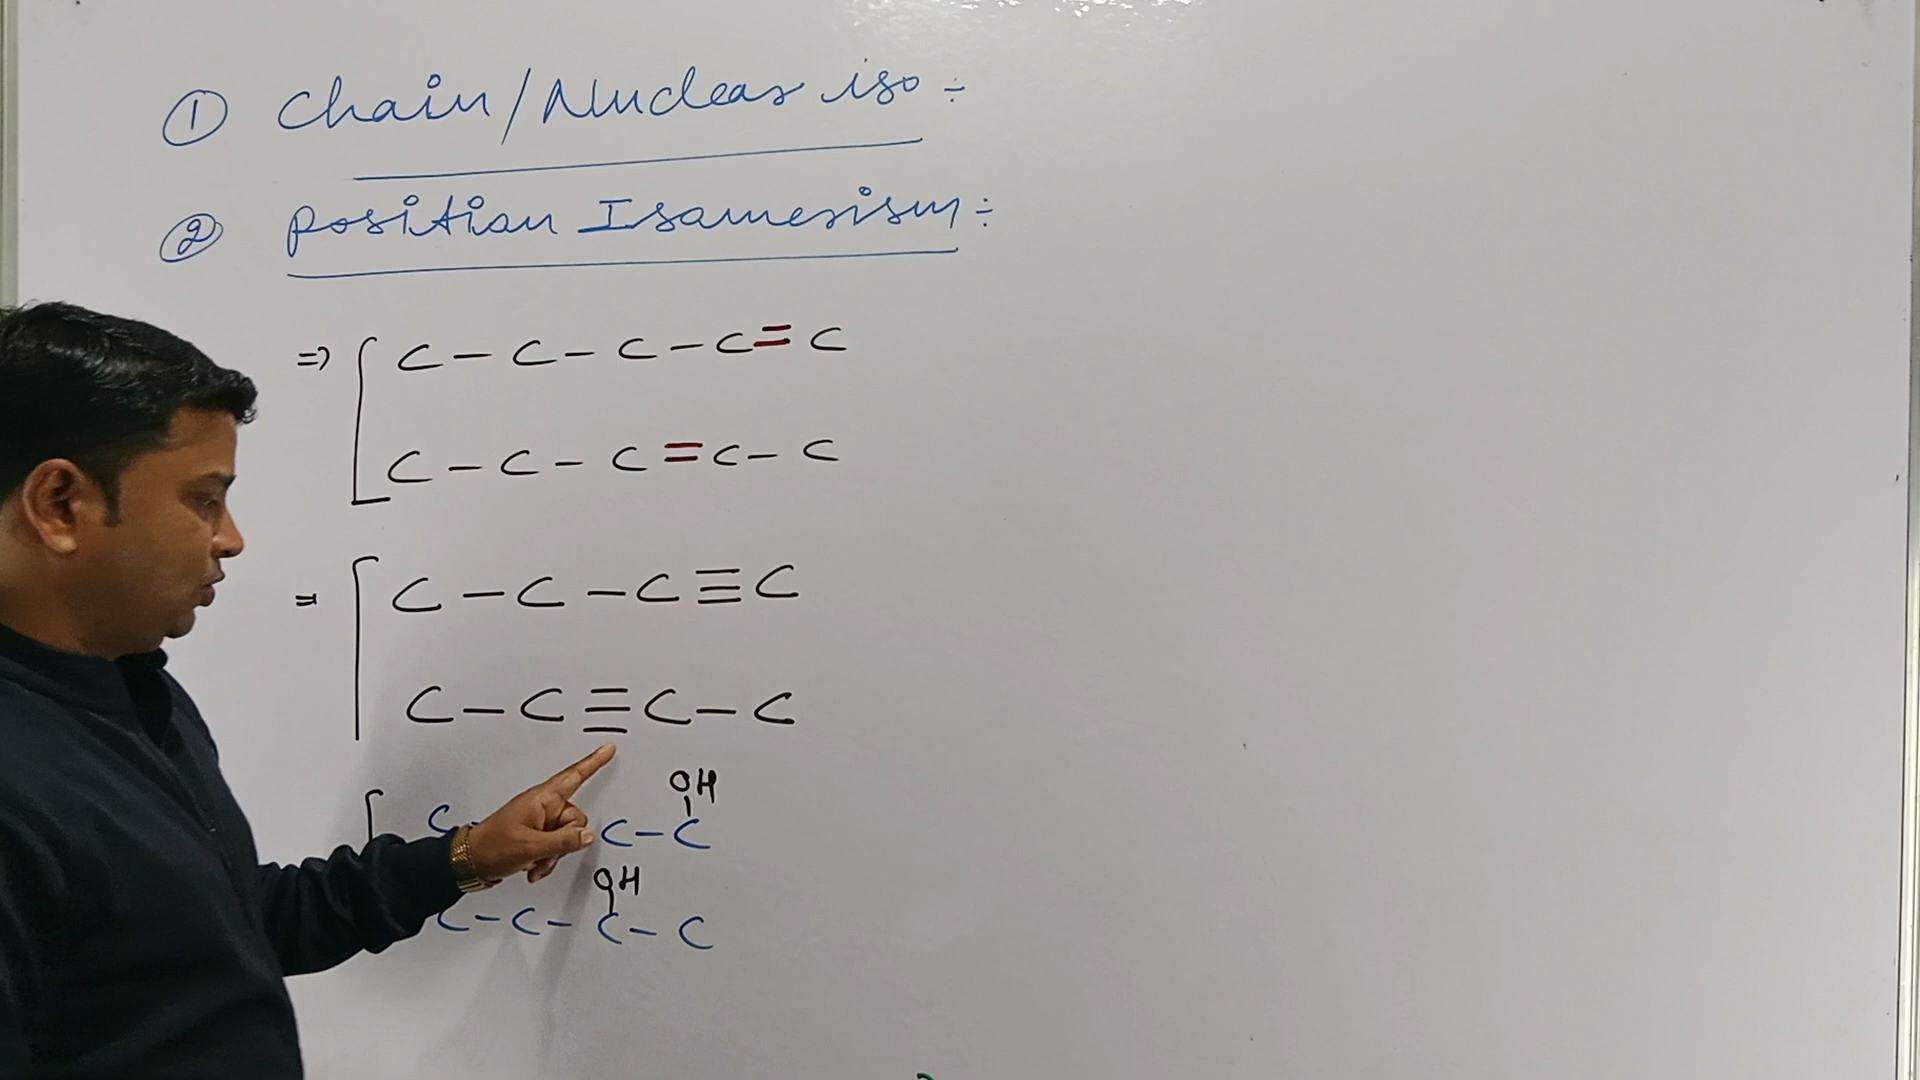 ① Chain/Nuclear iso ÷
② Position Isomerism ÷
⇒ C - C - C - C = C
C - C - C = C - C
⇒ C - C - C ≡ C
C - C ≡ C - C
OH
C - C - C
OH
C - C - C - C